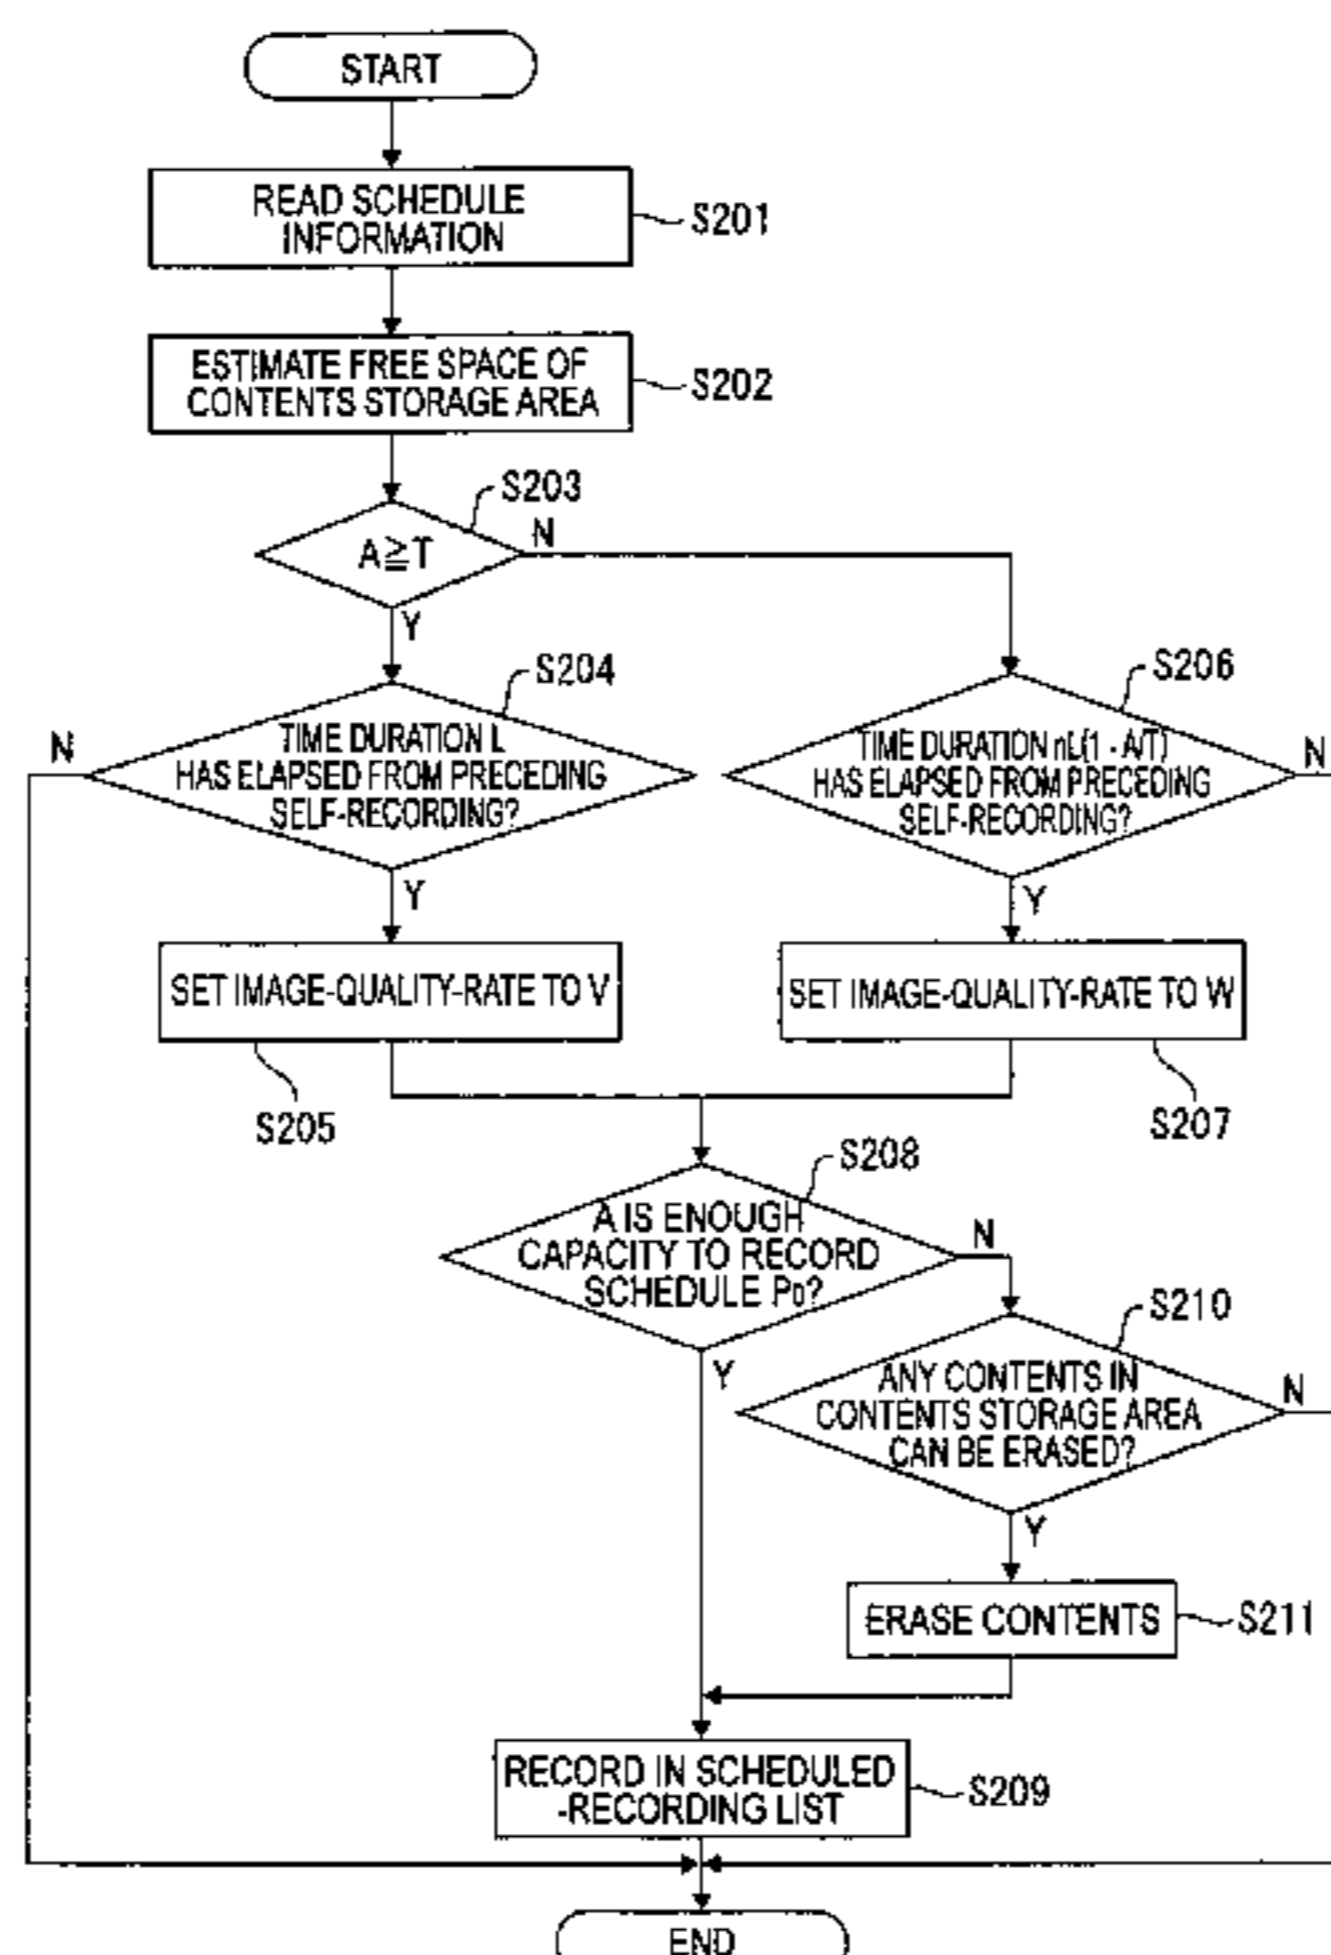 START
READ SCHEDULE
INFORMATION
S201
ESTIMATE FREE SPACE OF
CONTENTS STORAGE AREA
S202
S203
A≧T
N
Y
S204
TIME DURATION L
HAS ELAPSED FROM PRECEDING
SELF-RECORDING?
N
Y
S206
TIME DURATION nL(1 - A/T)
HAS ELAPSED FROM PRECEDING
SELF-RECORDING?
N
Y
SET IMAGE-QUALITY-RATE TO V
S205
SET IMAGE-QUALITY-RATE TO W
S207
S208
A IS ENOUGH
CAPACITY TO RECORD
SCHEDULE P0?
N
Y
S210
ANY CONTENTS IN
CONTENTS STORAGE AREA
CAN BE ERASED?
N
Y
ERASE CONTENTS
S211
RECORD IN SCHEDULED
-RECORDING LIST
S209
END